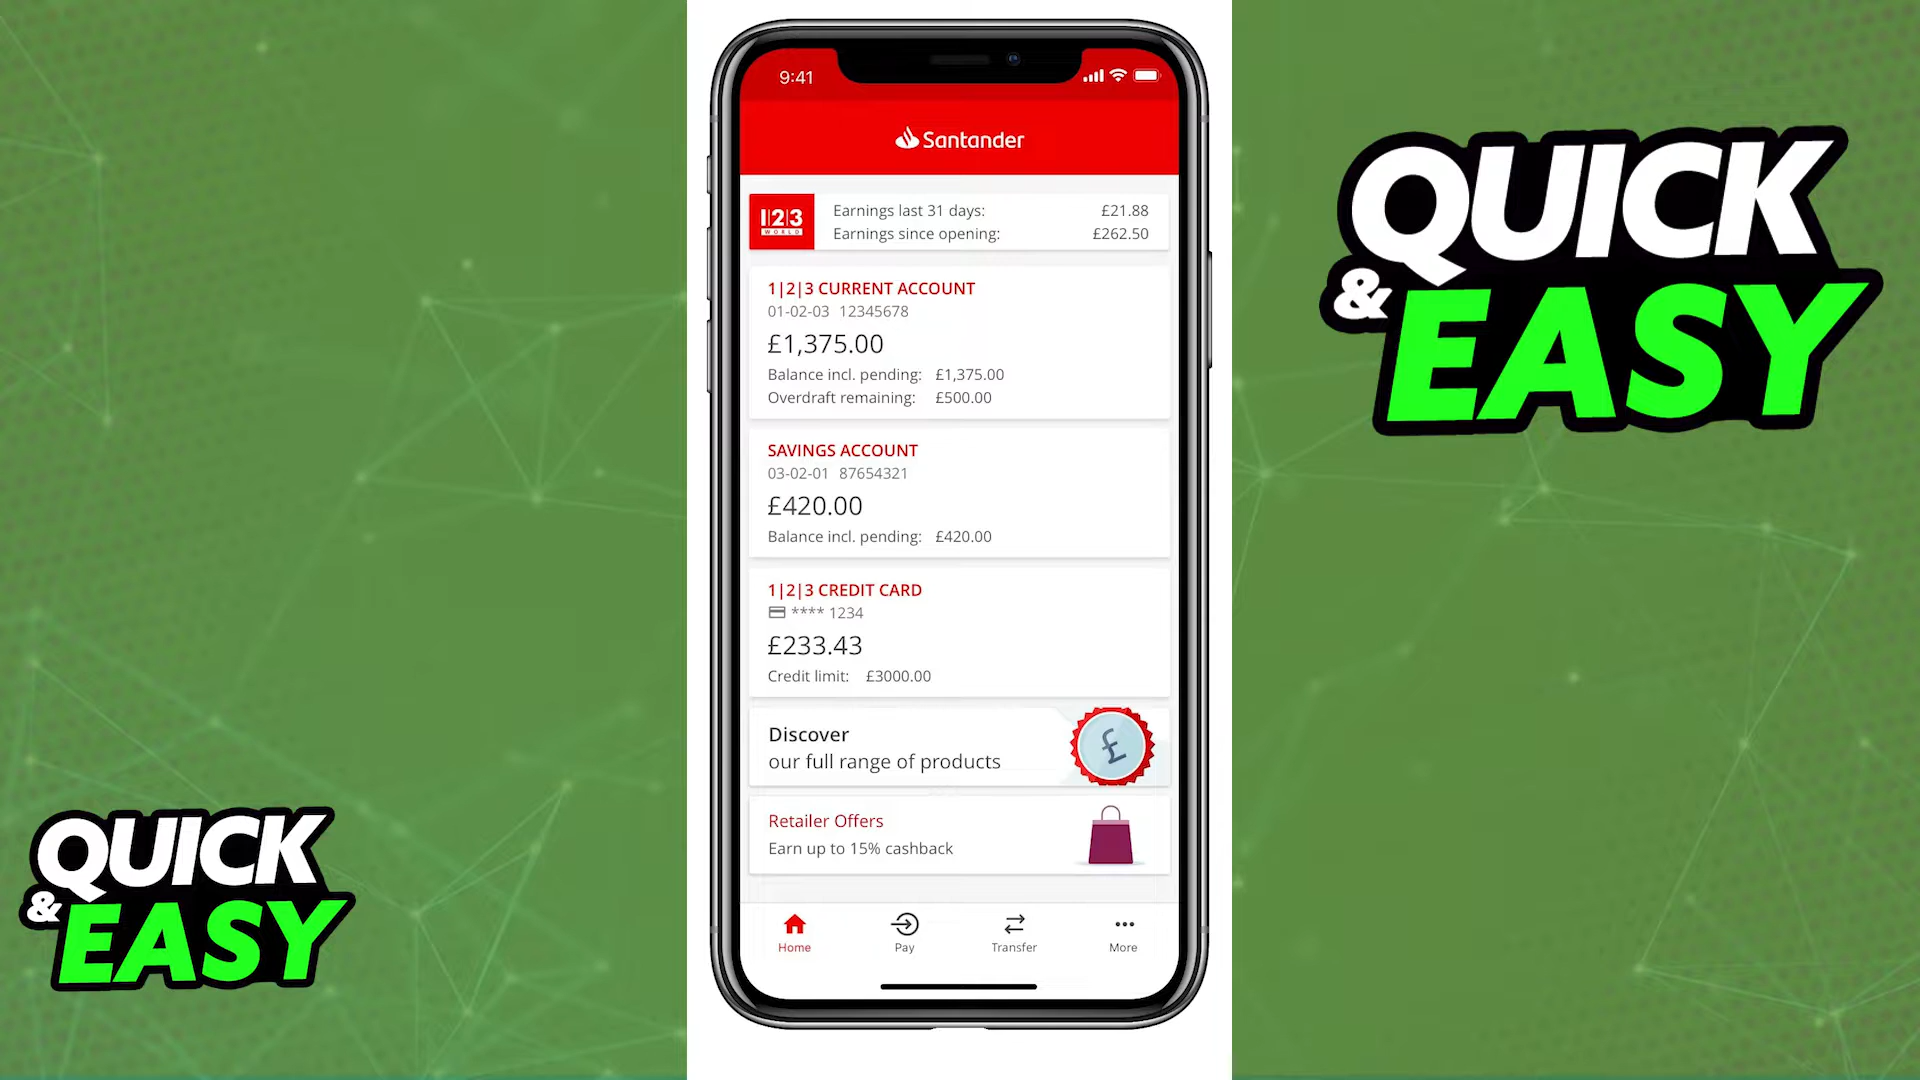 9:41
Santander
1|2|3
WORLD
Earnings last 31 days: £21.88
Earnings since opening: £262.50
1|2|3 CURRENT ACCOUNT
01-02-03 12345678
£1,375.00
Balance incl. pending: £1,375.00
Overdraft remaining: £500.00
SAVINGS ACCOUNT
03-02-01 87654321
£420.00
Balance incl. pending: £420.00
1|2|3 CREDIT CARD
**** 1234
£233.43
Credit limit: £3000.00
Discover
our full range of products
£
Retailer Offers
Earn up to 15% cashback
Home Pay Transfer More
QUICK
& EASY
QUICK
& EASY